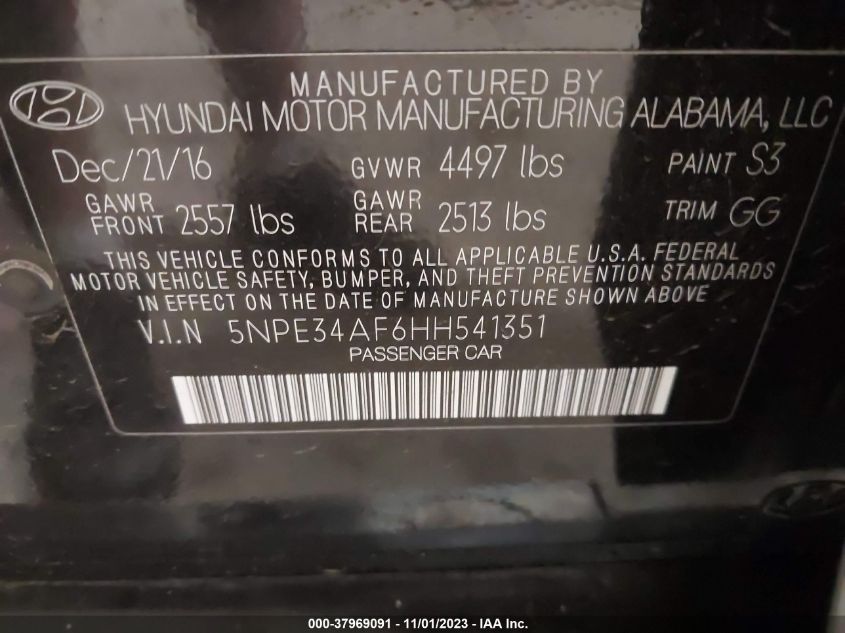 MANUFACTURED BY
HYUNDAI MOTOR MANUFACTURING ALABAMA, LLC
Dec/21/16 GVWR 4497 lbs PAINT S3
GAWR FRONT 2557 lbs GAWR REAR 2513 lbs TRIM GG
THIS VEHICLE CONFORMS TO ALL APPLICABLE U.S.A. FEDERAL
MOTOR VEHICLE SAFETY, BUMPER, AND THEFT PREVENTION STANDARDS
IN EFFECT ON THE DATE OF MANUFACTURE SHOWN ABOVE
V.I.N 5NPE34AF6HH541351
PASSENGER CAR
000-37969091 - 11/01/2023 - IAA Inc.